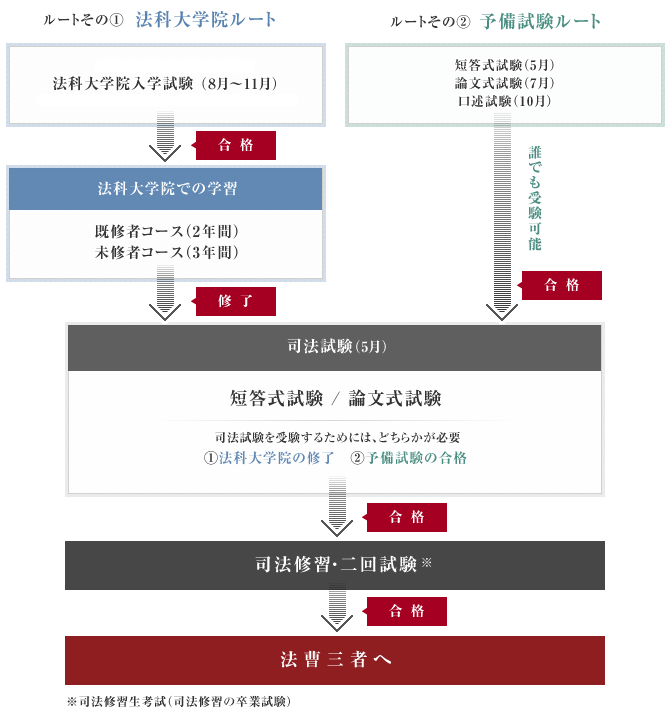 ルートその① 法科大学院ルート
法科大学院入学試験（8月〜11月）
合格
法科大学院での学習
既修者コース（2年間）
未修者コース（3年間）
修了
ルートその② 予備試験ルート
短答式試験（5月）
論文式試験（7月）
口述試験（10月）
誰でも受験可能
合格
司法試験（5月）
短答式試験 / 論文式試験
司法試験を受験するためには、どちらかが必要
①法科大学院の修了 ②予備試験の合格
合格
司法修習・二回試験※
合格
法曹三者へ
※司法修習生考試（司法修習の卒業試験）